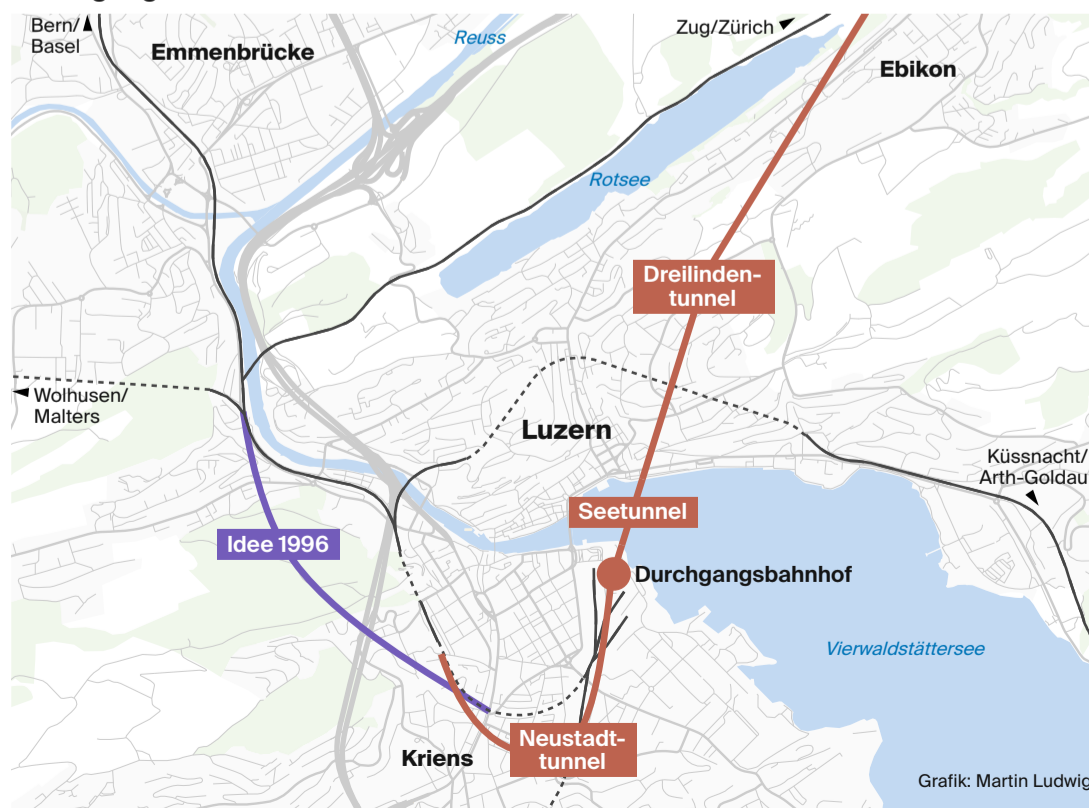 Bern/
Basel
Emmenbrücke
Reuss
Zug/Zürich
Ebikon
Rotsee
Dreilinden-
tunnel
Wolhusen/
Malters
Luzern
Küssnacht/
Arth-Goldau
Seetunnel
Idee 1996
Durchgangsbahnhof
Vierwaldstättersee
Neustadt-
tunnel
Kriens
Grafik: Martin Ludwig